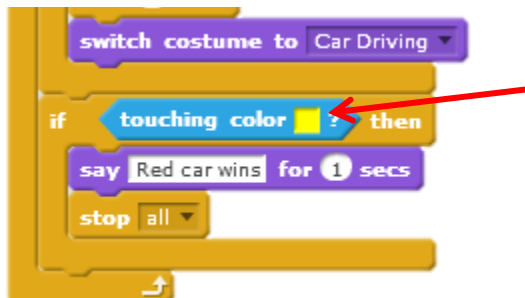 switch costume to Car Driving
if touching color ? then
say Red car wins for 1 secs
stop all